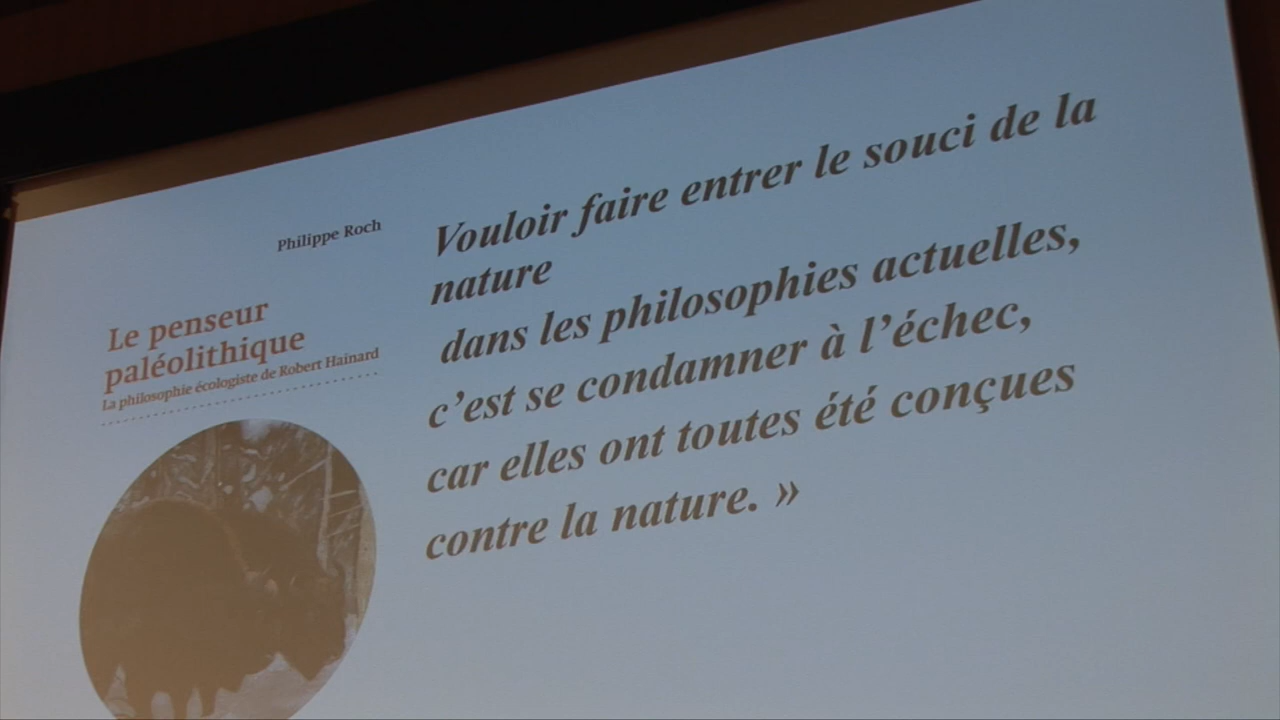 Philippe Roch
Le penseur
paléolithique
La philosophie écologiste de Robert Hainard
Vouloir faire entrer le souci de la
nature
dans les philosophies actuelles,
c’est se condamner à l’échec,
car elles ont toutes été conçues
contre la nature. »